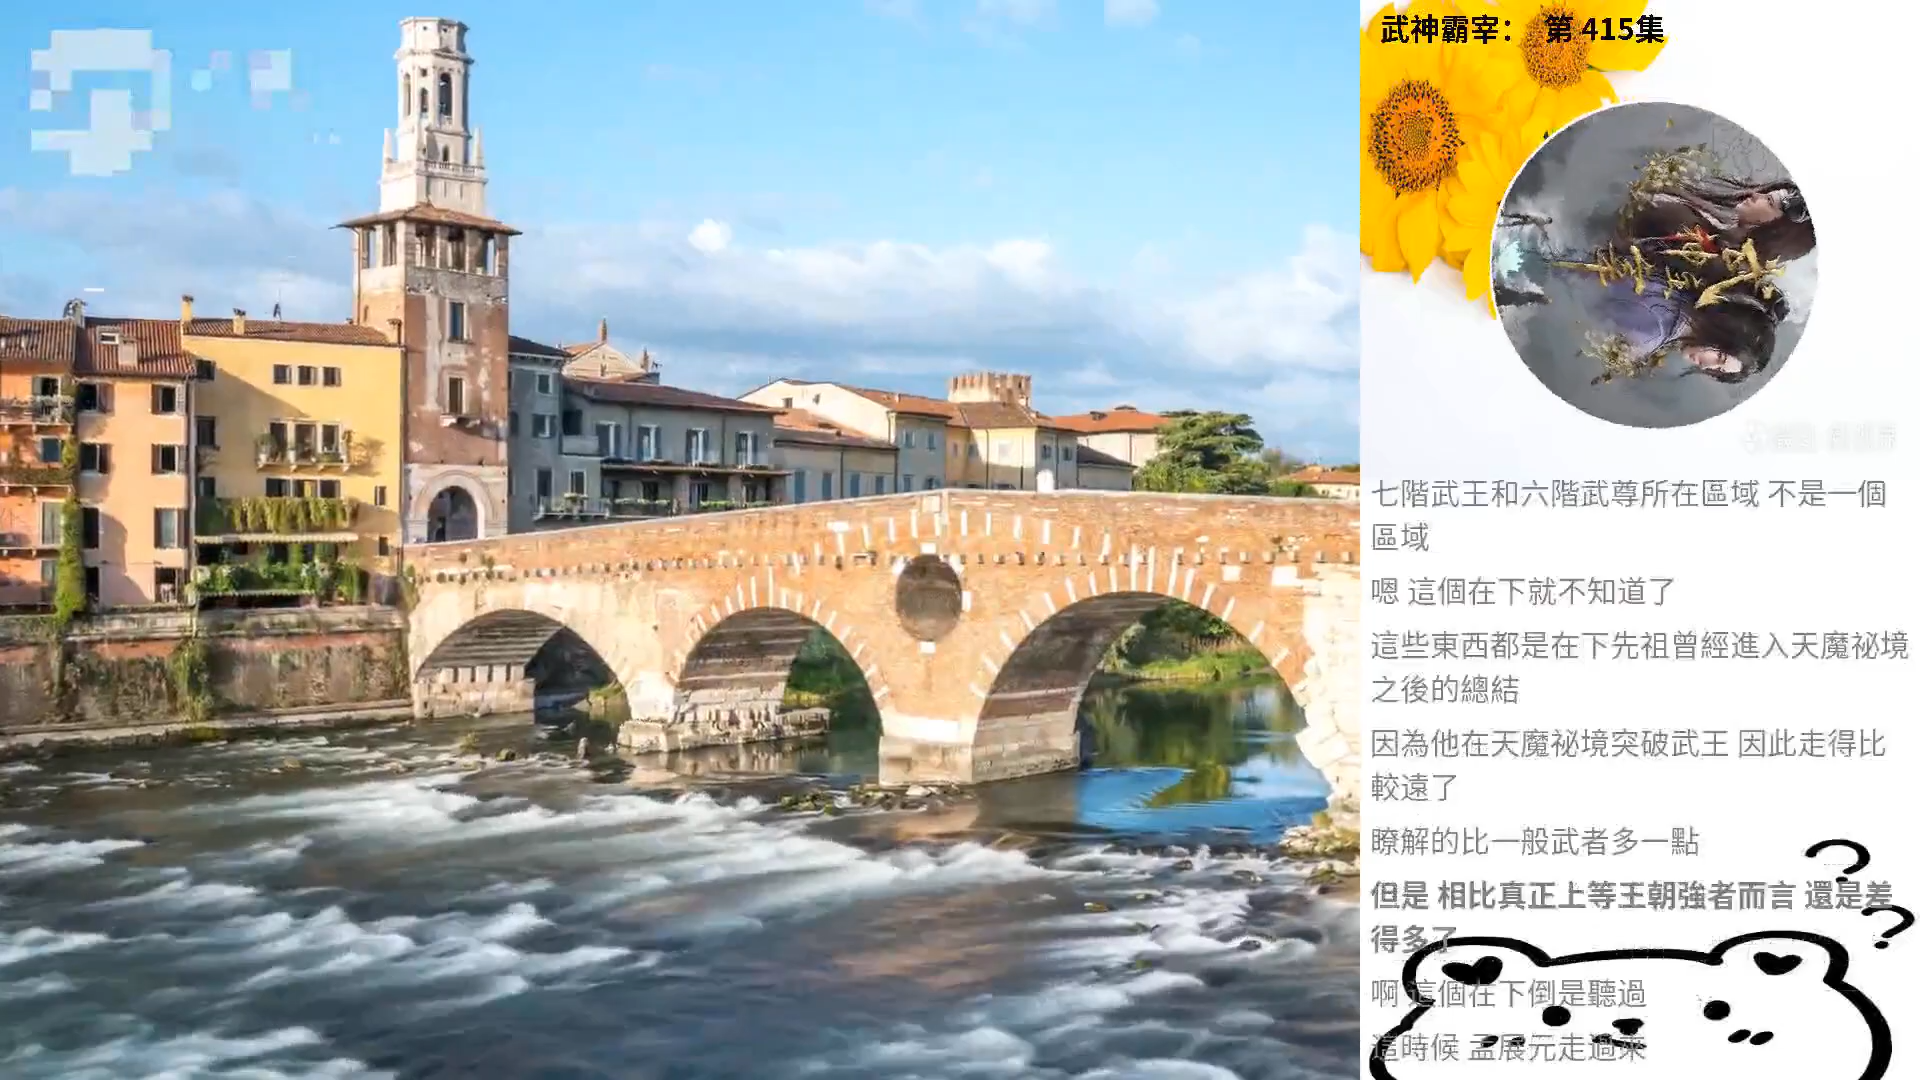 武神霸宰： 第 415集
七階武王和六階武尊所在區域 不是一個
區域
嗯 這個在下就不知道了
這些東西都是在下先祖曾經進入天魔祕境
之後的總結
因為他在天魔祕境突破武王 因此走得比
較遠了
瞭解的比一般武者多一點
但是 相比真正上等王朝強者而言 還是差
得多了
啊 這個在下倒是聽過
這時候 孟展元走過來